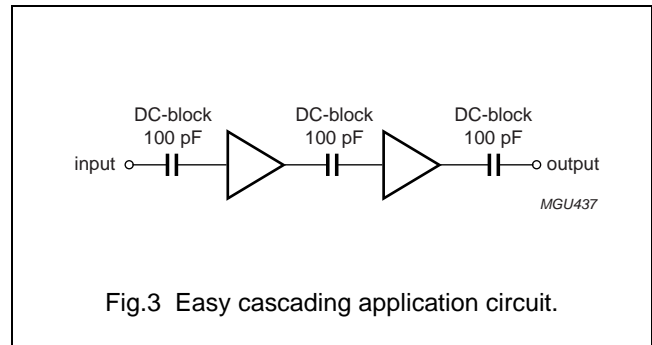 DC-block DC-block DC-block
100 pF 100 pF 100 pF
input output
MGU437
Fig.3 Easy cascading application circuit.